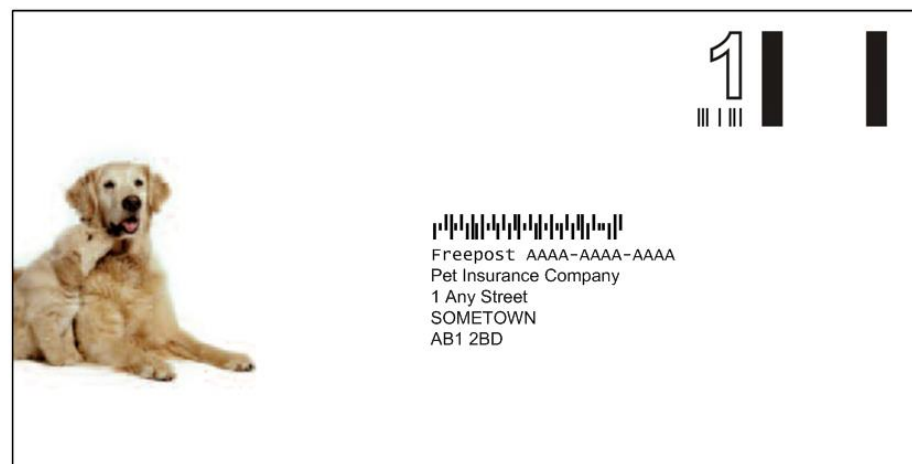 1
Freepost AAAA-AAAA-AAAA
Pet Insurance Company
1 Any Street
SOMETOWN
AB1 2BD